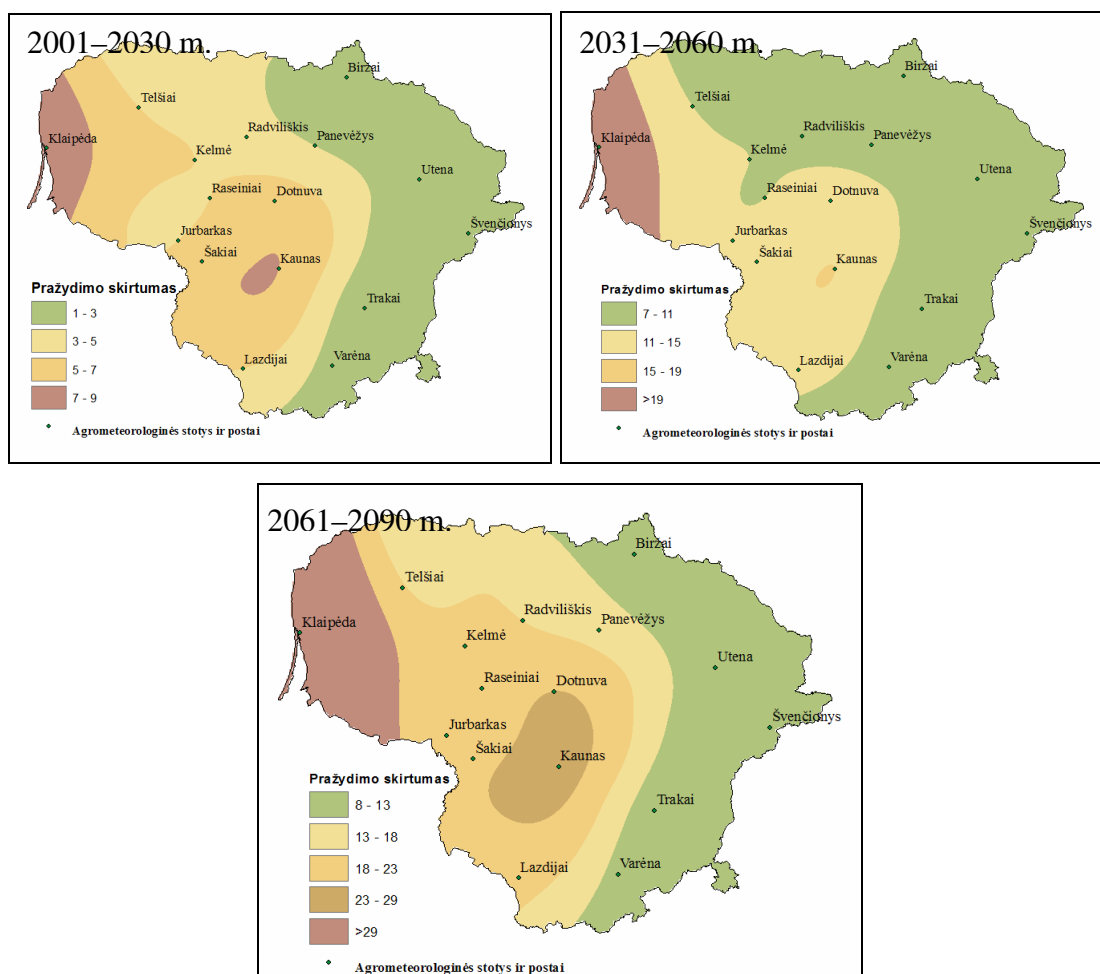 2001–2030 m.
Biržai
Telšiai
Klaipėda
Radviliškis
Panevėžys
Kelmė
Utena
Raseiniai
Dotnuva
Švenčionys
Jurbarkas
Šakiai
Kaunas
Trakai
Lazdijai
Varėna
Pražydimo skirtumas
1 - 3
3 - 5
5 - 7
7 - 9
Agrometeorologinės stotys ir postai
2031–2060 m.
Biržai
Telšiai
Klaipėda
Radviliškis
Panevėžys
Kelmė
Utena
Raseiniai
Dotnuva
Švenčionys
Jurbarkas
Šakiai
Kaunas
Trakai
Lazdijai
Varėna
Pražydimo skirtumas
7 - 11
11 - 15
15 - 19
>19
Agrometeorologinės stotys ir postai
2061–2090 m.
Biržai
Telšiai
Klaipėda
Radviliškis
Panevėžys
Kelmė
Utena
Raseiniai
Dotnuva
Švenčionys
Jurbarkas
Šakiai
Kaunas
Trakai
Lazdijai
Varėna
Pražydimo skirtumas
8 - 13
13 - 18
18 - 23
23 - 29
>29
Agrometeorologinės stotys ir postai